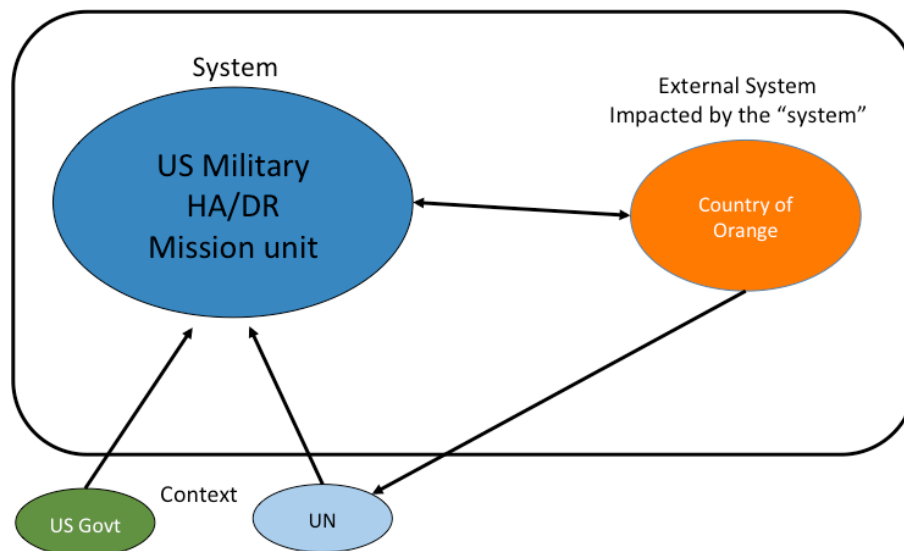 System
US Military
HA/DR
Mission unit
External System
Impacted by the “system”
Country of
Orange
Context
US Govt
UN